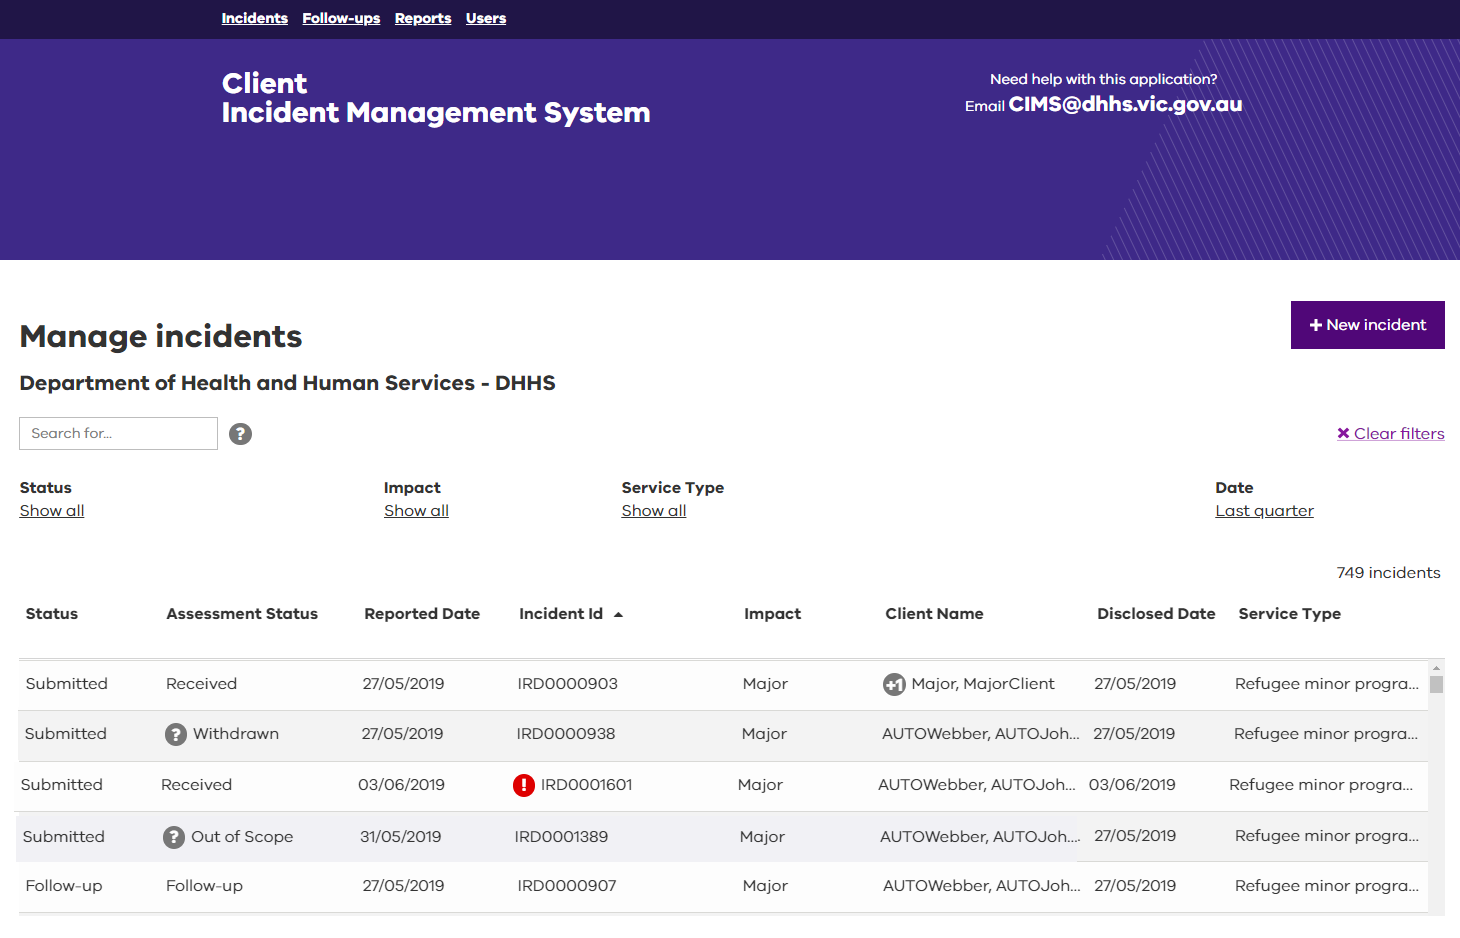 Incidents Follow-ups Reports Users
Client
Incident Management System
Need help with this application?
Email CIMS@dhhs.vic.gov.au
Manage incidents
+ New incident
Department of Health and Human Services - DHHS
Search for... ?
✖ Clear filters
Status Impact Service Type Date
Show all Show all Show all Last quarter
749 incidents
Status Assessment Status Reported Date Incident Id ▲ Impact Client Name Disclosed Date Service Type
Submitted Received 27/05/2019 IRD0000903 Major +1 Major, MajorClient 27/05/2019 Refugee minor progra...
Submitted ? Withdrawn 27/05/2019 IRD0000938 Major AUTOWebber, AUTOJoh... 27/05/2019 Refugee minor progra...
Submitted Received 03/06/2019 ! IRD0001601 Major AUTOWebber, AUTOJoh... 03/06/2019 Refugee minor progra...
Submitted ? Out of Scope 31/05/2019 IRD0001389 Major AUTOWebber, AUTOJoh.... 27/05/2019 Refugee minor progra...
Follow-up Follow-up 27/05/2019 IRD0000907 Major AUTOWebber, AUTOJoh... 27/05/2019 Refugee minor progra...